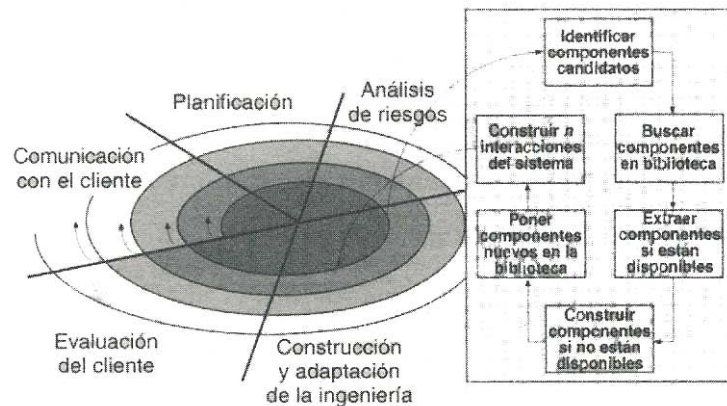 Planificación
Análisis
de riesgos
Comunicación
con el cliente
Evaluación
del cliente
Construcción
y adaptación
de la ingeniería
Identificar
componentes
candidatos
Buscar
componentes
en biblioteca
Extraer
componentes
si están
disponibles
Construir
componentes
si no están
disponibles
Poner
componentes
nuevos en la
biblioteca
Construir n
interacciones
del sistema